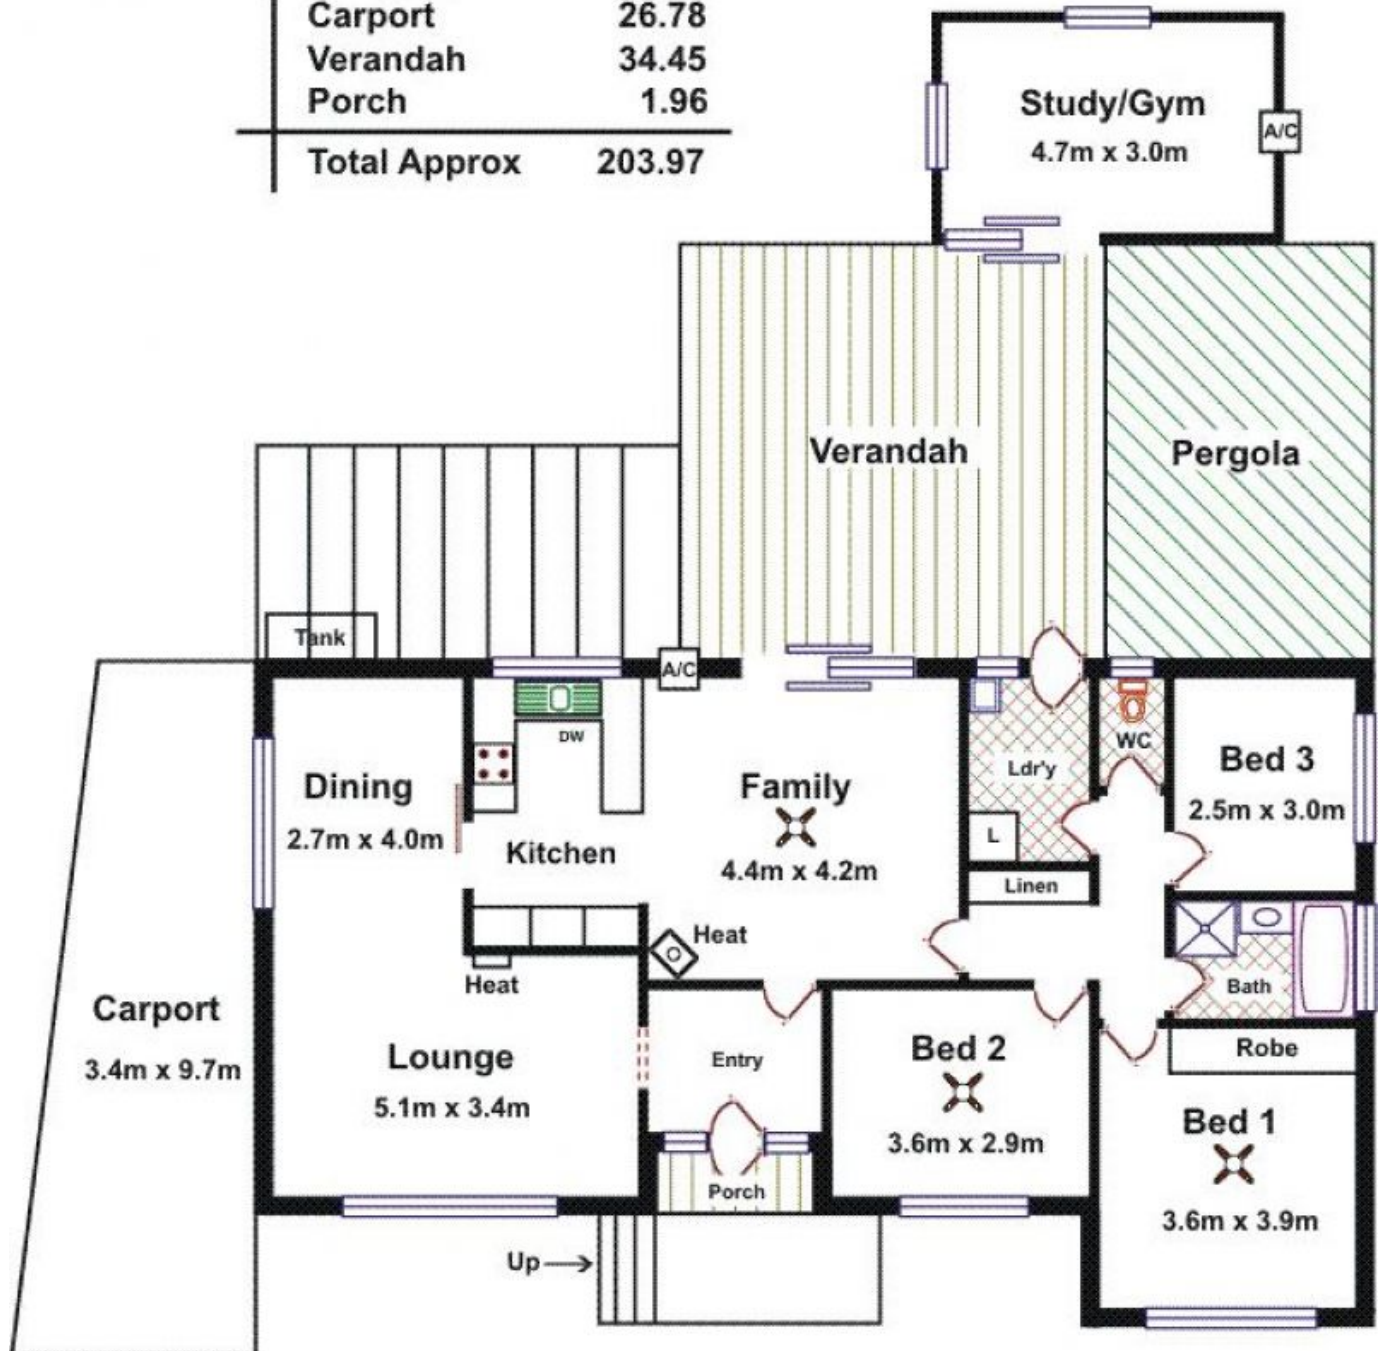 Carport 26.78
Verandah 34.45
Porch 1.96
Total Approx 203.97
Study/Gym
4.7m x 3.0m
A/C
Verandah
Pergola
Tank
A/C
DW
WC
Dining
2.7m x 4.0m
Kitchen
Family
4.4m x 4.2m
Ldr'y
L
Linen
Bed 3
2.5m x 3.0m
Heat
Heat
Bath
Carport
3.4m x 9.7m
Lounge
5.1m x 3.4m
Entry
Bed 2
3.6m x 2.9m
Robe
Bed 1
3.6m x 3.9m
Porch
Up